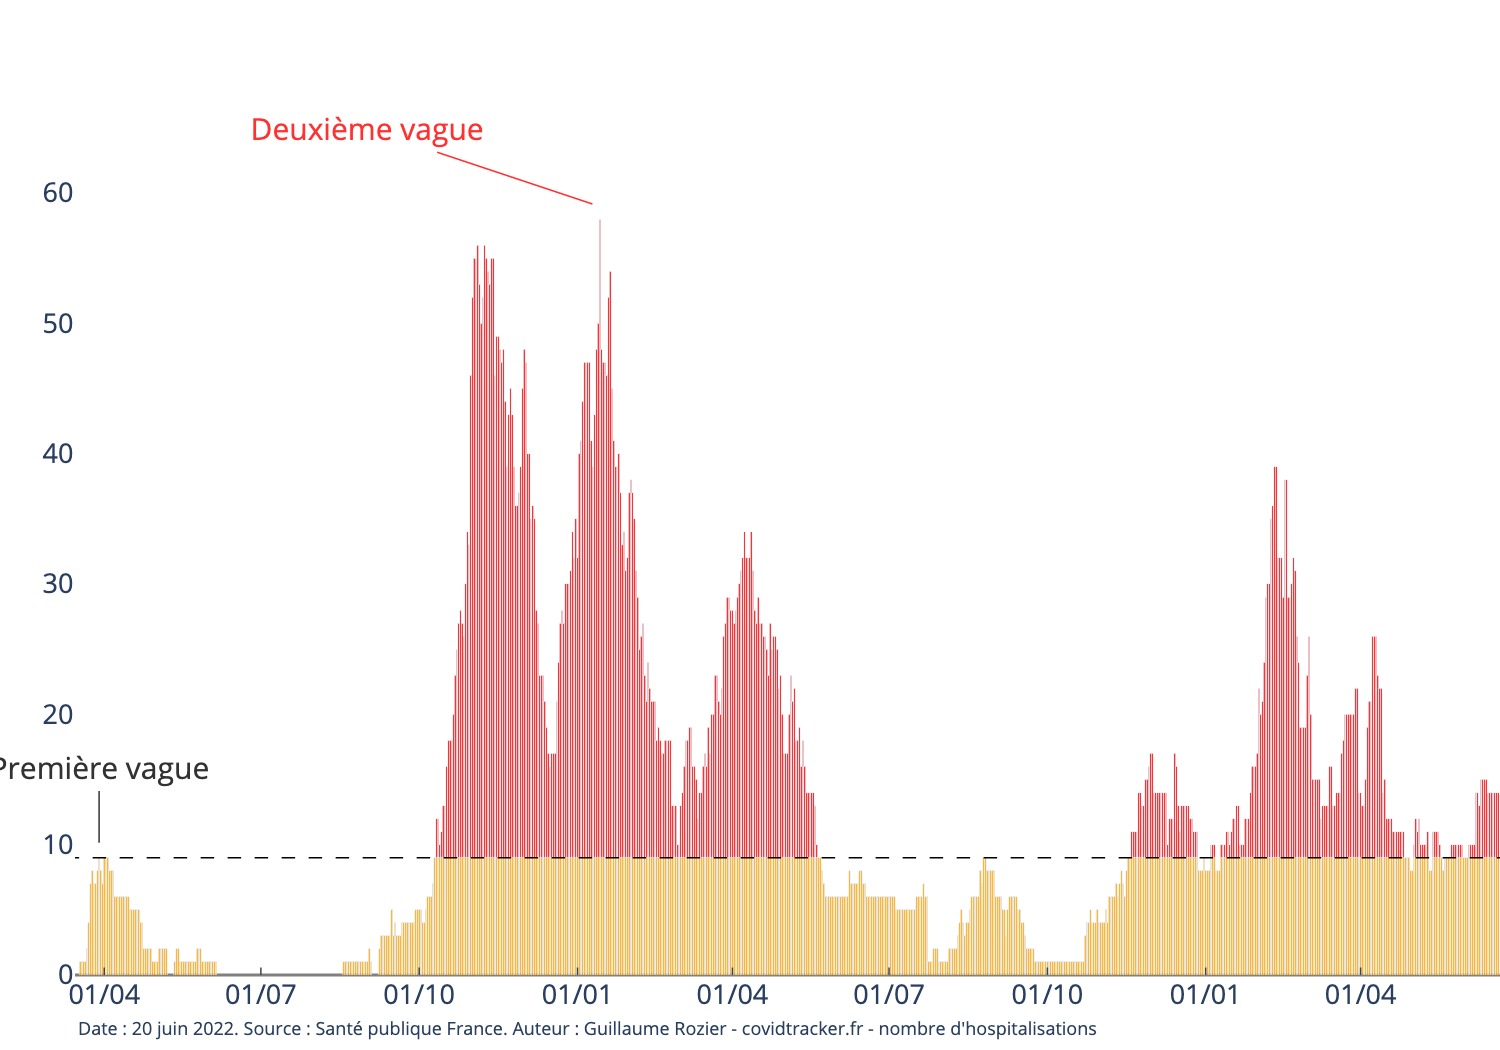 Deuxième vague
60
50
40
30
20
Première vague
10
0
01/04 01/07 01/10 01/01 01/04 01/07 01/10 01/01 01/04
Date : 20 juin 2022. Source : Santé publique France. Auteur : Guillaume Rozier - covidtracker.fr - nombre d'hospitalisations